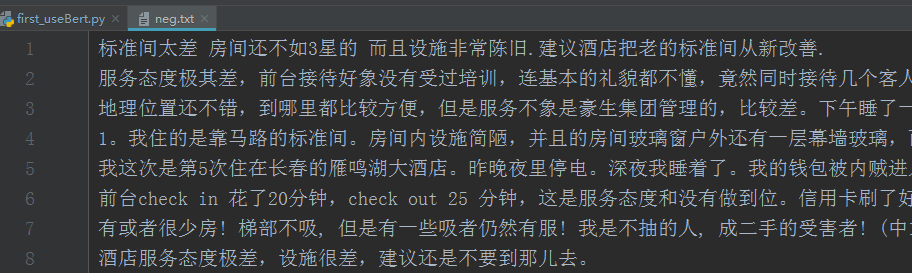 first_useBert.py neg.txt
1 标准间太差 房间还不如3星的 而且设施非常陈旧.建议酒店把老的标准间从新改善.
2 服务态度极其差，前台接待好象没有受过培训，连基本的礼貌都不懂，竟然同时接待几个客人
3 地理位置还不错，到哪里都比较方便，但是服务不象是豪生集团管理的，比较差。下午睡了一
4 1。我住的是靠马路的标准间。房间内设施简陋，并且的房间玻璃窗户外还有一层幕墙玻璃，
5 我这次是第5次住在长春的雁鸣湖大酒店。昨晚夜里停电。深夜我睡着了。我的钱包被内贼进
6 前台check in 花了20分钟，check out 25 分钟，这是服务态度和没有做到位。信用卡刷了好
7 有或者很少房! 梯部不吸, 但是有一些吸者仍然有服! 我是不抽的人, 成二手的受害者! (中
8 酒店服务态度极差，设施很差，建议还是不要到那儿去。